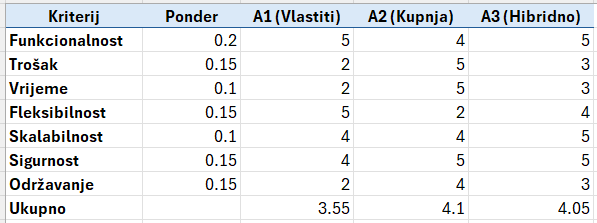 Kriterij Ponder A1 (Vlastiti) A2 (Kupnja) A3 (Hibridno)
Funkcionalnost 0.2 5 4 5
Trošak 0.15 2 5 3
Vrijeme 0.1 2 5 3
Fleksibilnost 0.15 5 2 4
Skalabilnost 0.1 4 4 5
Sigurnost 0.15 4 5 5
Održavanje 0.15 2 4 3
Ukupno 3.55 4.1 4.05